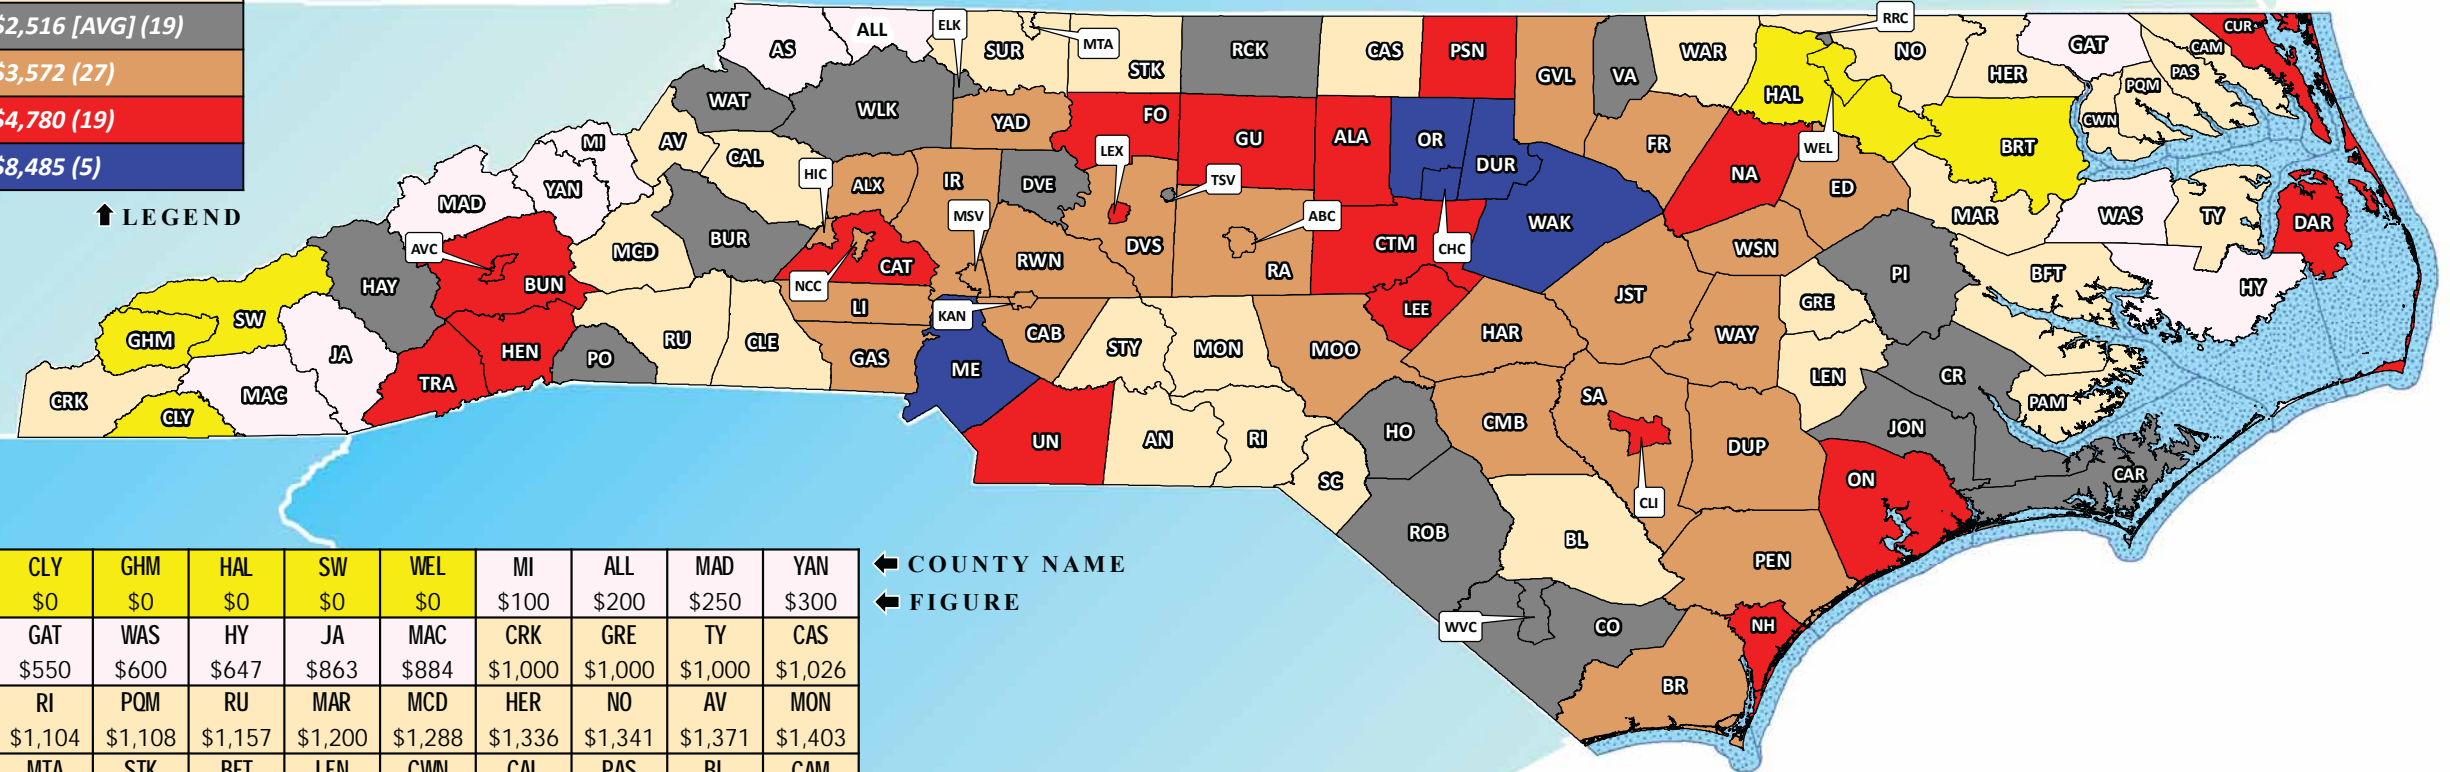 $2,516 [AVG] (19)
$3,572 (27)
$4,780 (19)
$8,485 (5)
⬆ LEGEND
AS
ALL
ELK
SUR
MTA
STK
RCK
CAS
PSN
GVL
VA
WAR
HAL
RRC
NO
HER
GAT
CAM
PAS
PQM
CWN
CUR
WAT
WLK
YAD
FO
GU
ALA
OR
DUR
FR
NA
WEL
ED
BRT
MI
AV
CAL
HIC
ALX
IR
DVE
LEX
TSV
MAD
YAN
BUR
MSV
DVS
ABC
RA
CTM
CHC
WAK
WSN
MAR
WAS
TY
DAR
AVC
MCD
NCC
CAT
RWN
HAY
BUN
LI
KAN
CAB
STY
MON
MOO
LEE
HAR
JST
WAY
GRE
PI
BFT
HY
SW
GHM
JA
TRA
HEN
PO
RU
CLE
GAS
ME
CRK
CLY
MAC
UN
AN
RI
SC
HO
CMB
SA
CLI
DUP
LEN
CR
PAM
JON
CAR
ON
ROB
BL
PEN
WVC
CO
BR
NH
CLY GHM HAL SW WEL MI ALL MAD YAN
$0 $0 $0 $0 $0 $100 $200 $250 $300
⬅ COUNTY NAME
⬅ FIGURE
GAT WAS HY JA MAC CRK GRE TY CAS
$550 $600 $647 $863 $884 $1,000 $1,000 $1,000 $1,026
RI PQM RU MAR MCD HER NO AV MON
$1,104 $1,108 $1,157 $1,200 $1,288 $1,336 $1,341 $1,371 $1,403
MTA STK BFT LEN CWN CAL PAS BL CAM